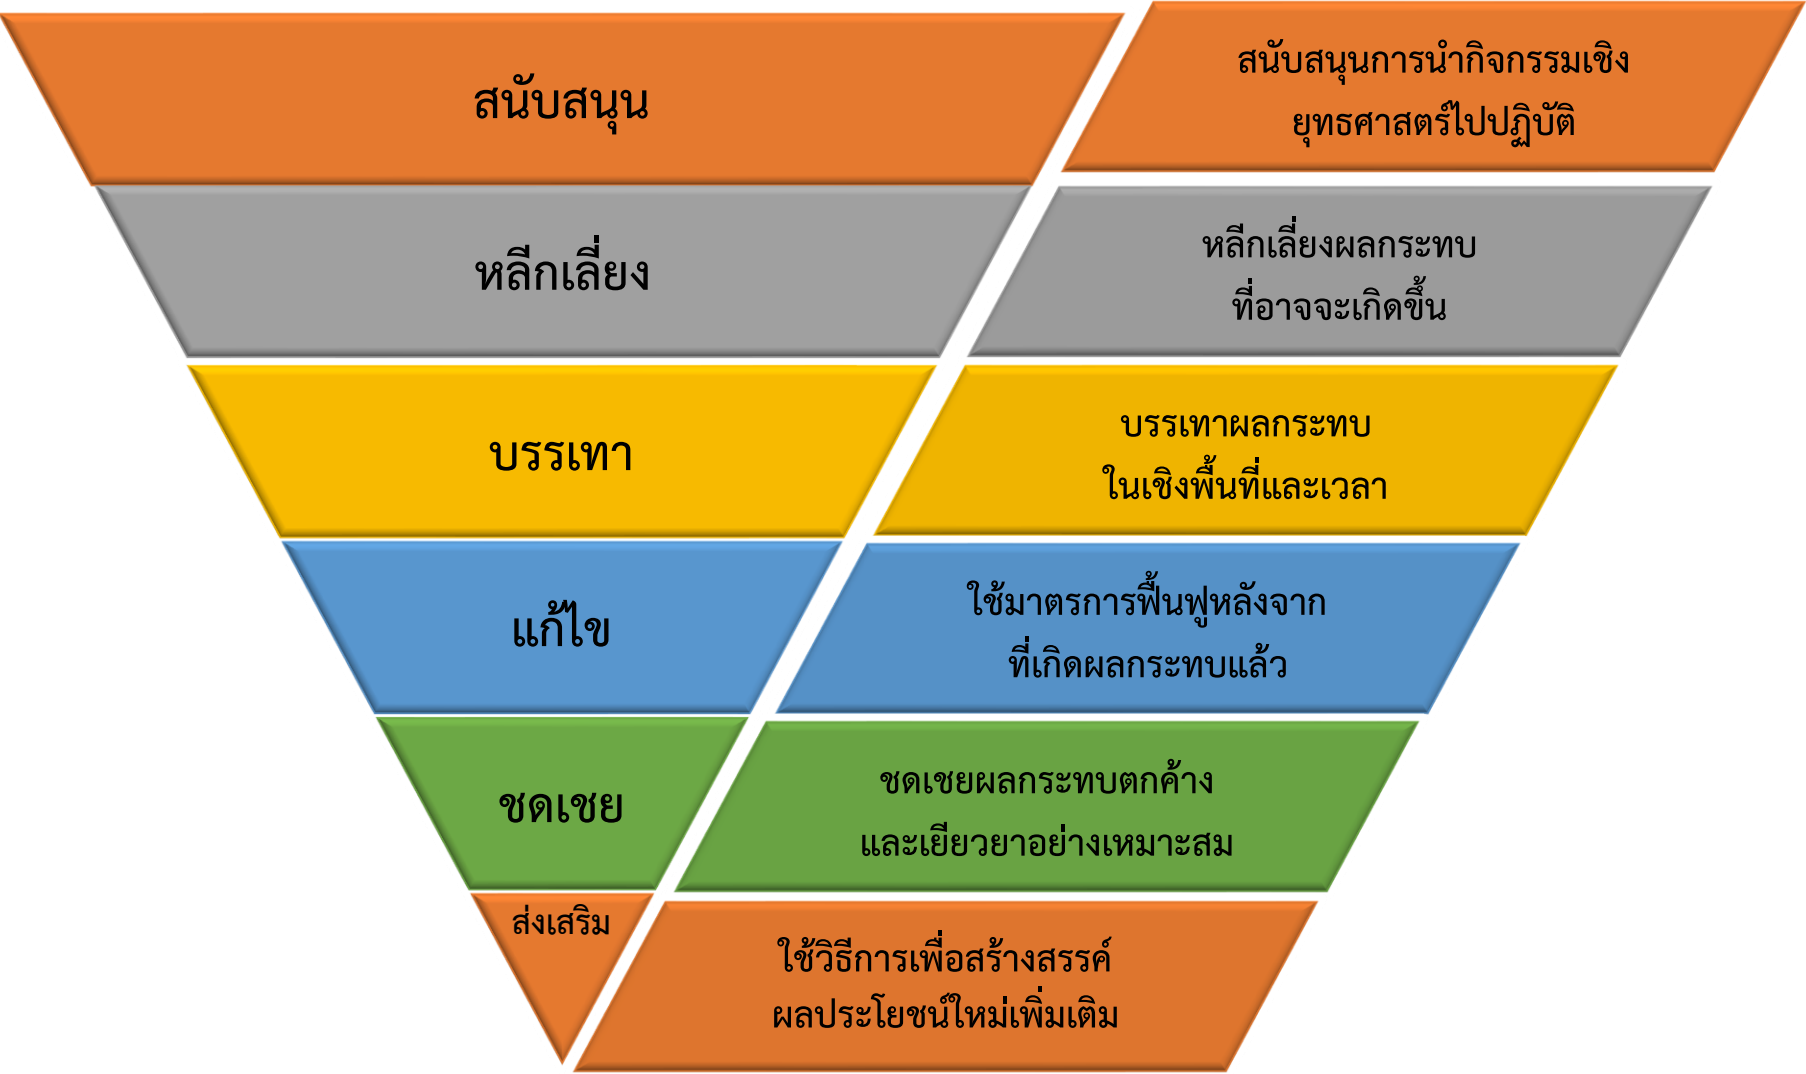 สนับสนุน
สนับสนุนการนำกิจกรรมเชิง
ยุทธศาสตร์ไปปฏิบัติ
หลีกเลี่ยง
หลีกเลี่ยงผลกระทบ
ที่อาจจะเกิดขึ้น
บรรเทา
บรรเทาผลกระทบ
ในเชิงพื้นที่และเวลา
แก้ไข
ใช้มาตรการฟื้นฟูหลังจาก
ที่เกิดผลกระทบแล้ว
ชดเชย
ชดเชยผลกระทบตกค้าง
และเยียวยาอย่างเหมาะสม
ส่งเสริม
ใช้วิธีการเพื่อสร้างสรรค์
ผลประโยชน์ใหม่เพิ่มเติม